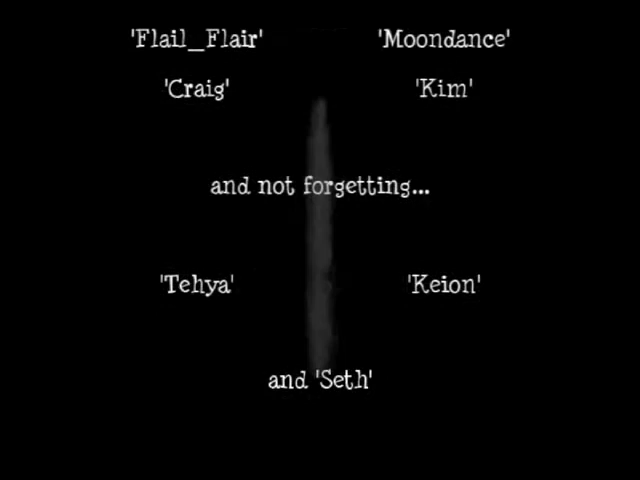 'Flail_Flair' 'Moondance'
'Craig' 'Kim'
and not forgetting...
'Tehya' 'Keion'
and 'Seth'